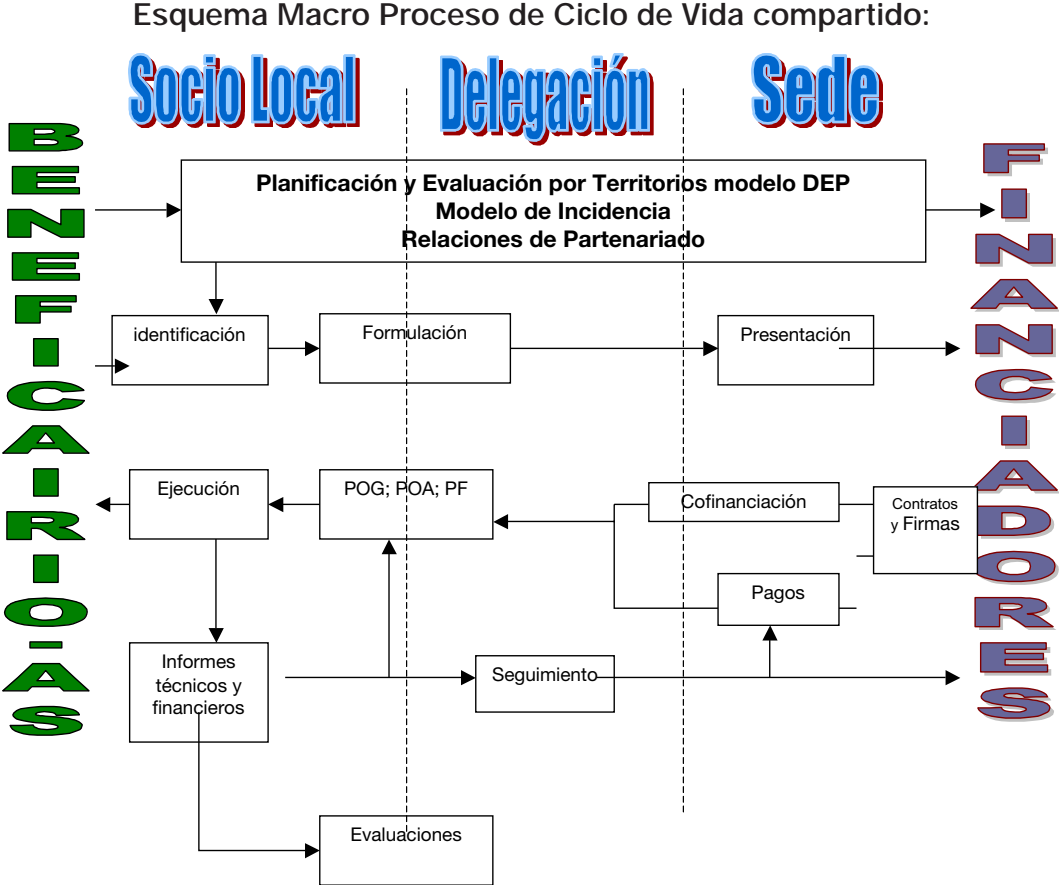 Esquema Macro Proceso de Ciclo de Vida compartido:
Socio Local
Delegación
Sede
BENEFICAIRIO-AS
FINANCIADORES
Planificación y Evaluación por Territorios modelo DEP
Modelo de Incidencia
Relaciones de Partenariado
identificación
Formulación
Presentación
Ejecución
POG; POA; PF
Cofinanciación
Contratos
y Firmas
Pagos
Informes
técnicos y
financieros
Seguimiento
Evaluaciones